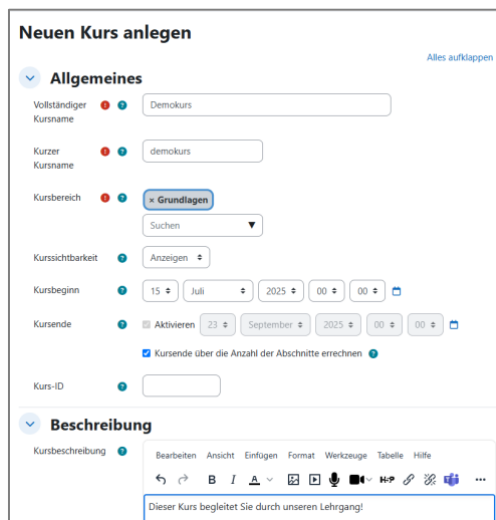 Neuen Kurs anlegen
Alles aufklappen
Allgemeines
Vollständiger Kursname Demokurs
Kurzer Kursname demokurs
Kursbereich × Grundlagen
Suchen
Kurssichtbarkeit Anzeigen
Kursbeginn 15 Juli 2025 00 00
Kursende Aktivieren 23 September 2025 00 00
Kursende über die Anzahl der Abschnitte errechnen
Kurs-ID
Beschreibung
Kursbeschreibung Bearbeiten Ansicht Einfügen Format Werkzeuge Tabelle Hilfe
B I A H5P
Dieser Kurs begleitet Sie durch unseren Lehrgang!